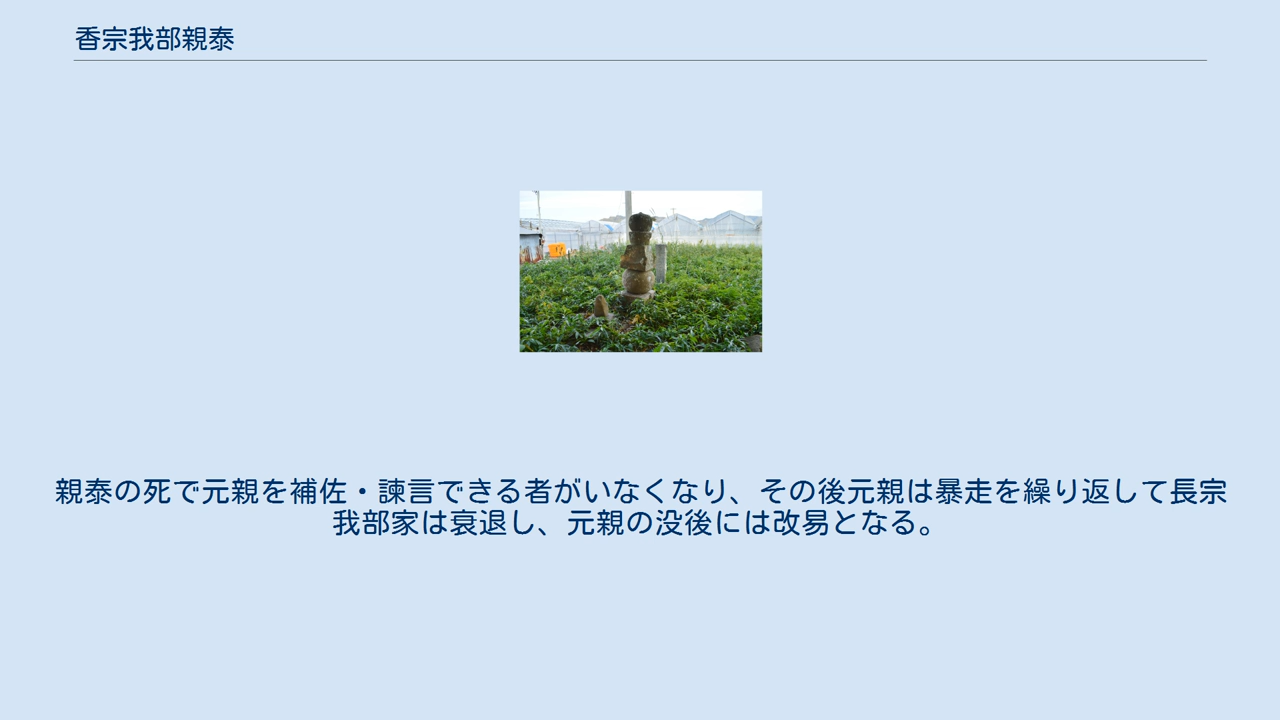 香宗我部親泰
親泰の死で元親を補佐・諫言できる者がいなくなり、その後元親は暴走を繰り返して長宗
我部家は衰退し、元親の没後には改易となる。